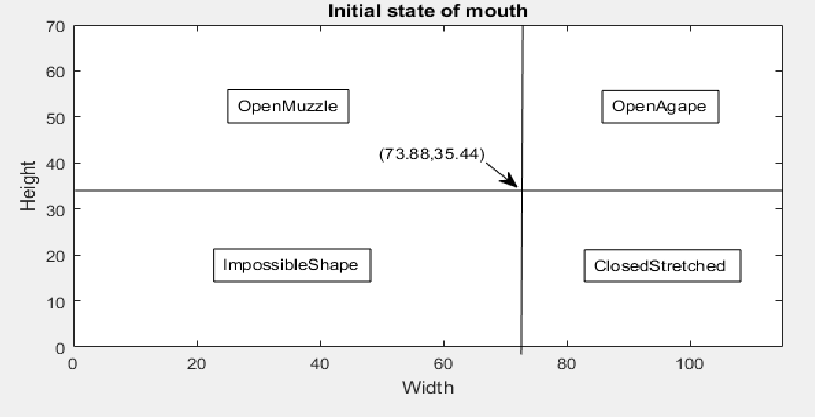 Initial state of mouth
70
60
50
40
30
20
10
0
Height
OpenMuzzle
OpenAgape
(73.88,35.44)
ImpossibleShape
ClosedStretched
0 20 40 60 80 100
Width